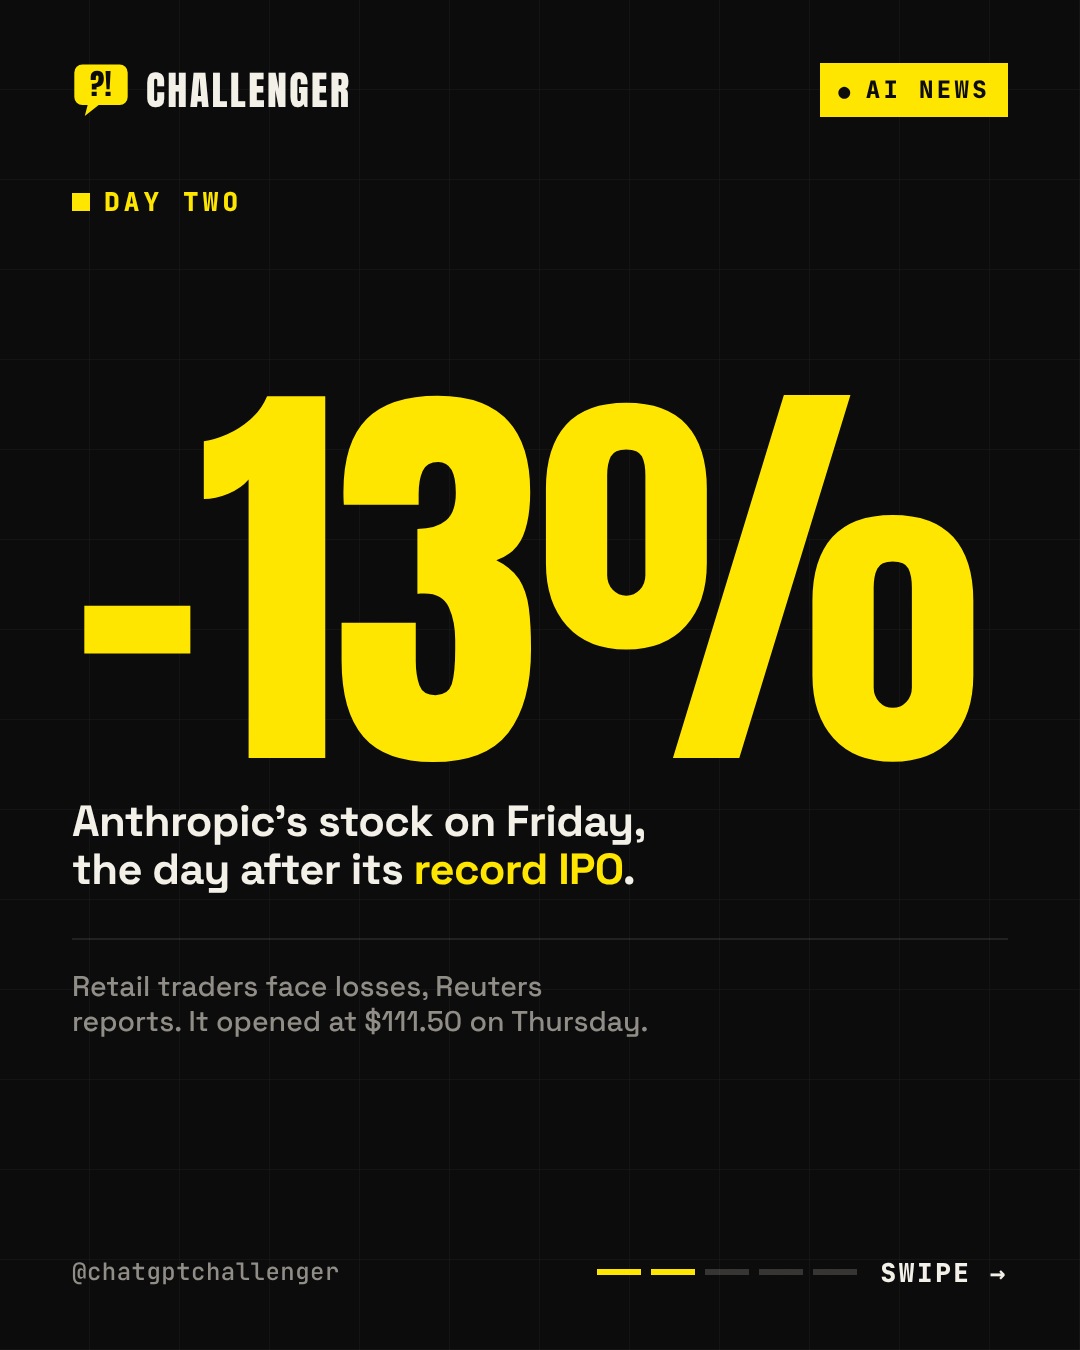 ?!
CHALLENGER
● AI NEWS
DAY TWO
-13%
Anthropic’s stock on Friday,
the day after its record IPO.
Retail traders face losses, Reuters
reports. It opened at $111.50 on Thursday.
@chatgptchallenger
SWIPE →